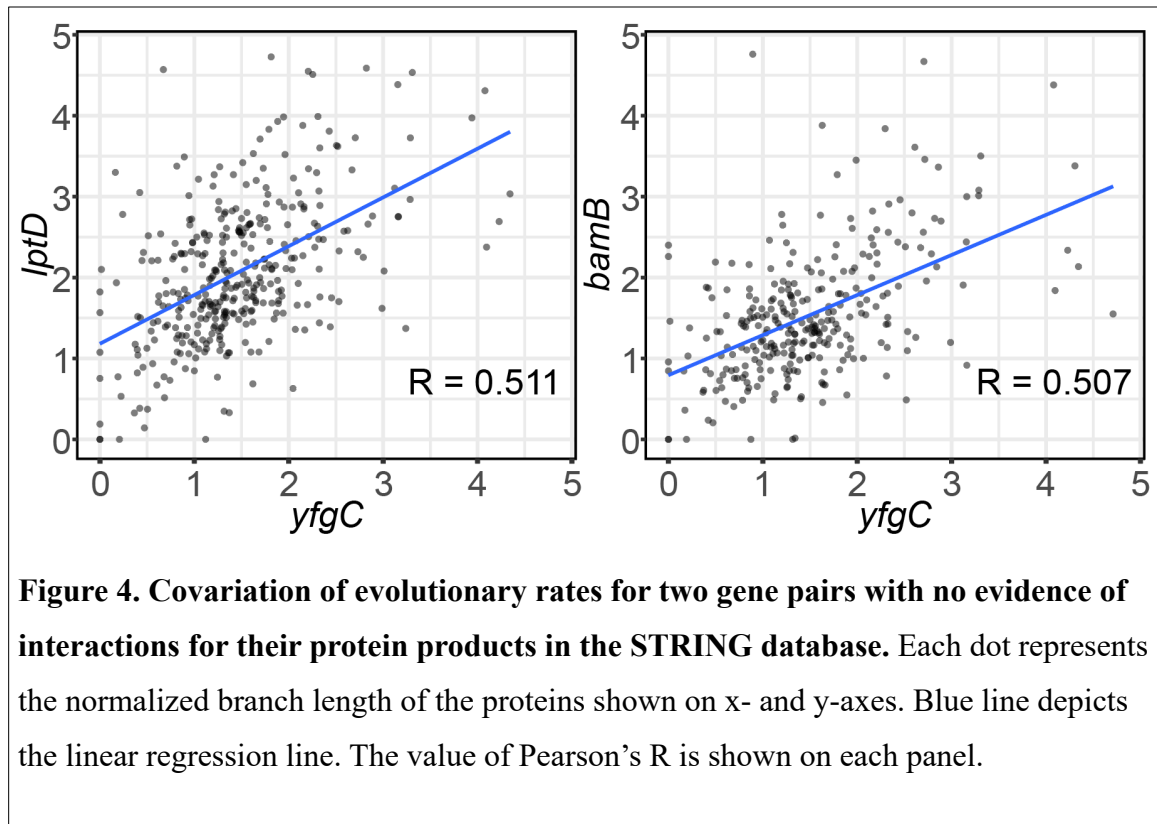 5
4
3
2
1
0
lptD
R = 0.511
0 1 2 3 4 5
yfgC
5
4
3
2
1
0
bamB
R = 0.507
0 1 2 3 4 5
yfgC
Figure 4. Covariation of evolutionary rates for two gene pairs with no evidence of
interactions for their protein products in the STRING database. Each dot represents
the normalized branch length of the proteins shown on x- and y-axes. Blue line depicts
the linear regression line. The value of Pearson’s R is shown on each panel.